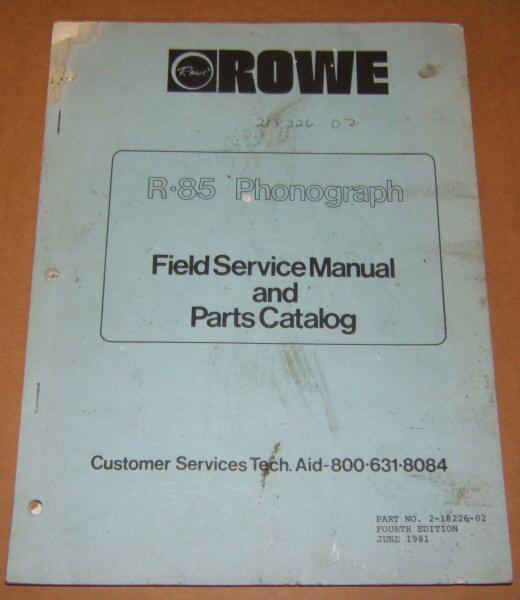 Rowe ROWE
218226 02
R-85 Phonograph
Field Service Manual
and
Parts Catalog
Customer Services Tech. Aid-800-631-8084
PART NO. 2-18226-02
FOURTH EDITION
JUNE 1981